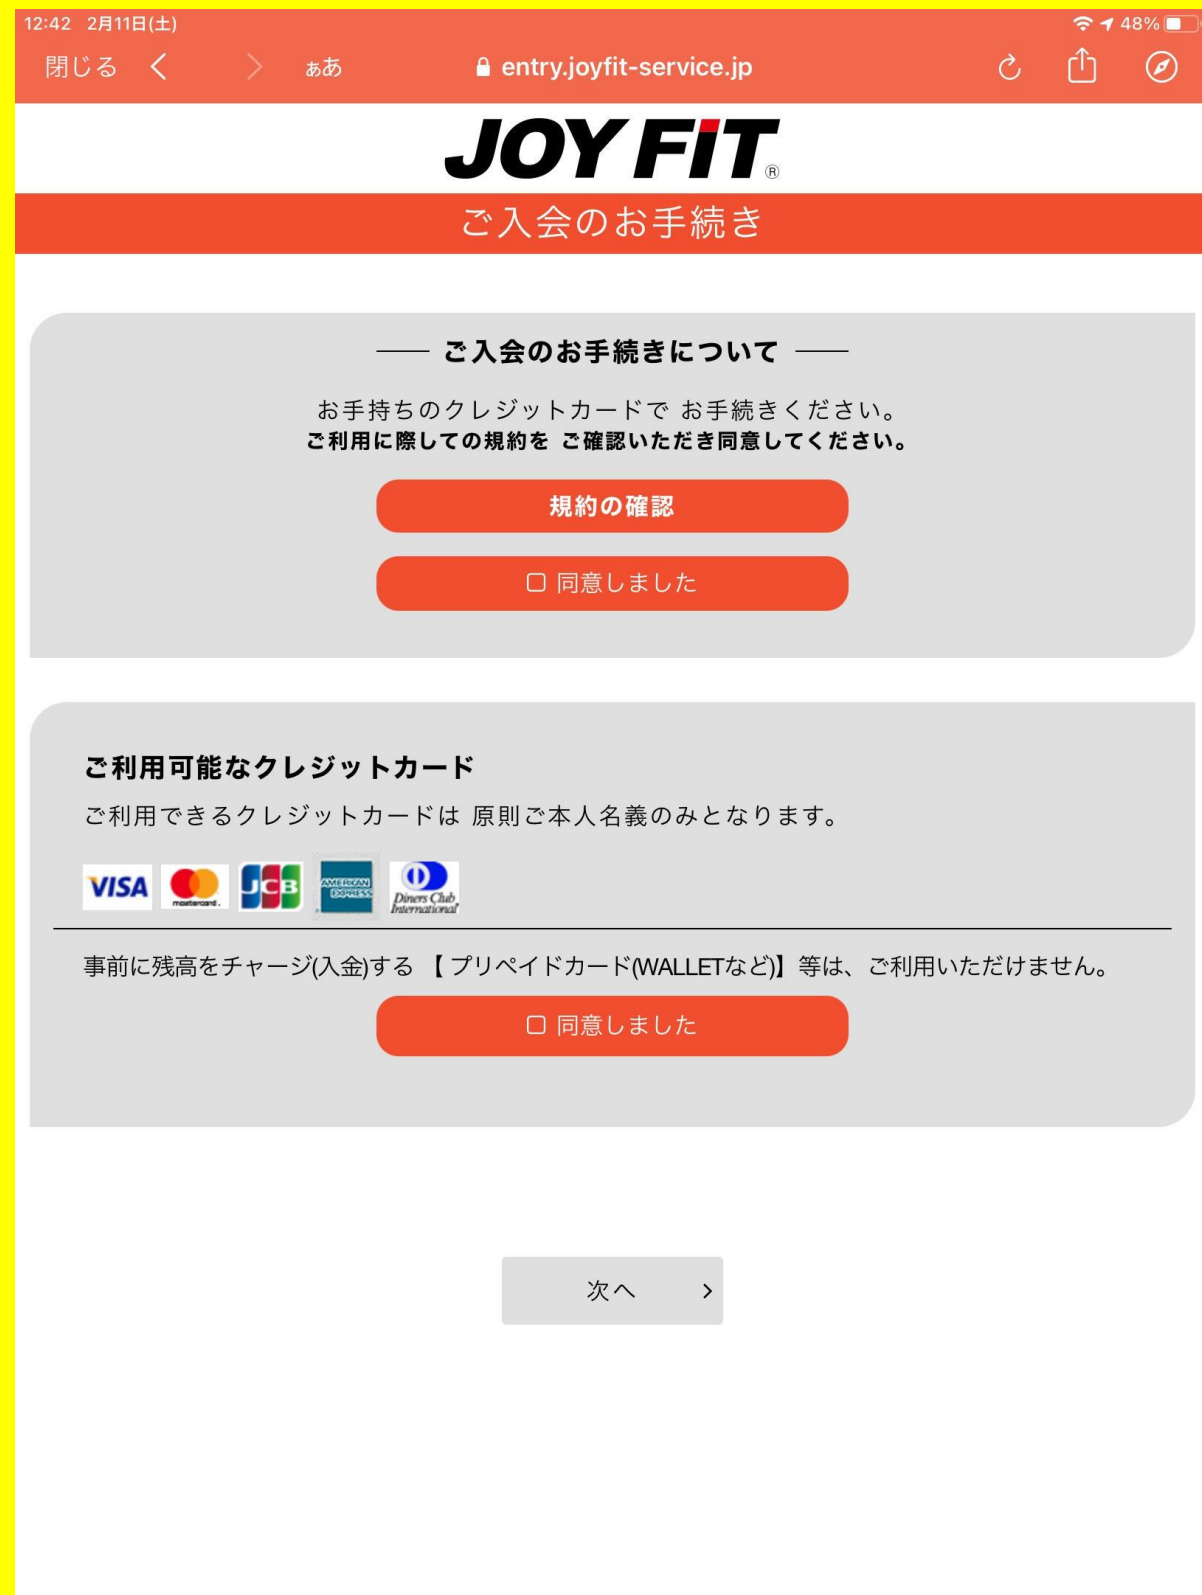 12:42 2月11日(土) 48%
閉じる ぁあ entry.joyfit-service.jp
JOYFiT®
ご入会のお手続き
ご入会のお手続きについて
お手持ちのクレジットカードで お手続きください。
ご利用に際しての規約を ご確認いただき同意してください。
規約の確認
同意しました
ご利用可能なクレジットカード
ご利用できるクレジットカードは 原則ご本人名義のみとなります。
VISA mastercard. JCB AMERICAN EXPRESS Diners Club International
事前に残高をチャージ(入金)する 【 プリペイドカード(WALLETなど)】等は、ご利用いただけません。
同意しました
次へ